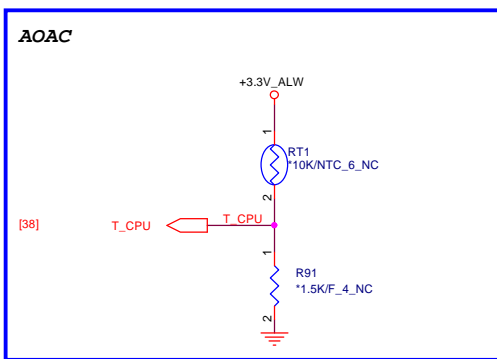 AOAC
+3.3V_ALW
1
RT1
*10K/NTC_6_NC
2
[38]
T_CPU
T_CPU
1
R91
*1.5K/F_4_NC
2